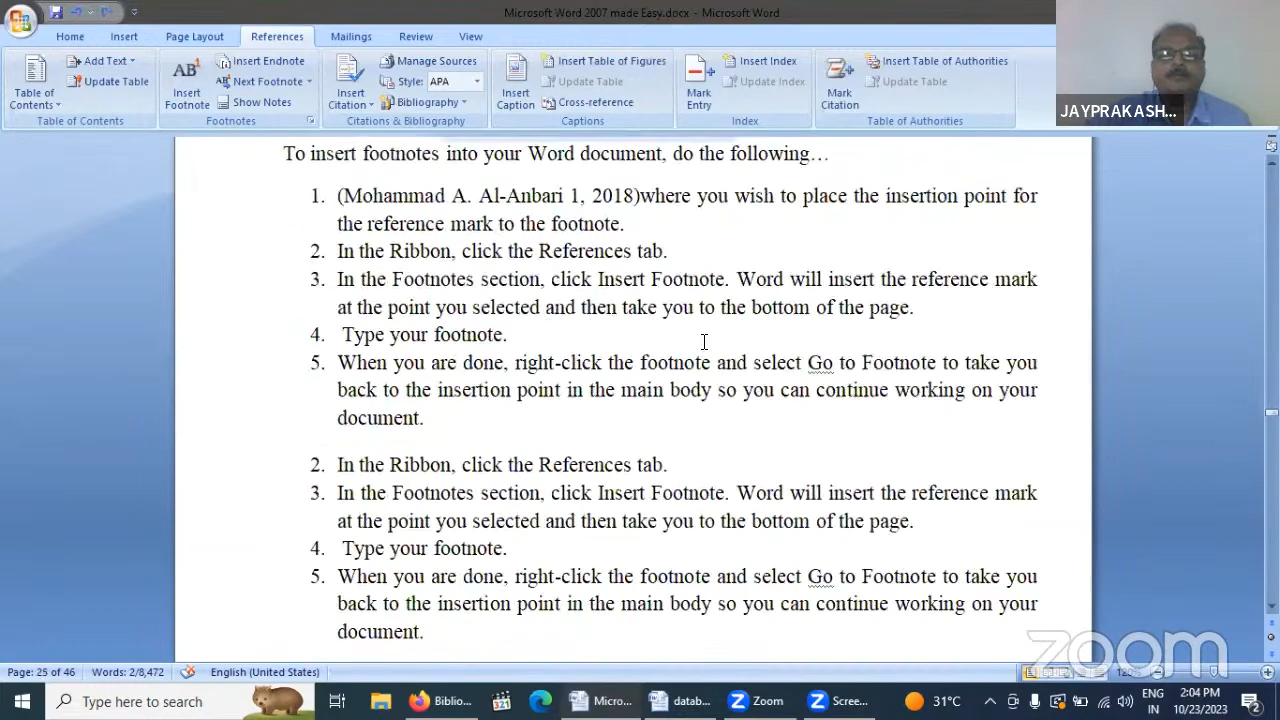 Microsoft Word 2007 made Easy.docx - Microsoft Word
Home Insert Page Layout References Mailings Review View
Table of Contents
Add Text
Update Table
Table of Contents
AB1
Insert Footnote
Insert Endnote
Next Footnote
Show Notes
Footnotes
Insert Citation
Manage Sources
Style: APA
Bibliography
Citations & Bibliography
Insert Caption
Insert Table of Figures
Update Table
Cross-reference
Captions
Mark Entry
Insert Index
Update Index
Index
Mark Citation
Insert Table of Authorities
Update Table
Table of Authorities
JAYPRAKASH...
To insert footnotes into your Word document, do the following…
1. (Mohammad A. Al-Anbari 1, 2018)where you wish to place the insertion point for
the reference mark to the footnote.
2. In the Ribbon, click the References tab.
3. In the Footnotes section, click Insert Footnote. Word will insert the reference mark
at the point you selected and then take you to the bottom of the page.
4. Type your footnote.
5. When you are done, right-click the footnote and select Go to Footnote to take you
back to the insertion point in the main body so you can continue working on your
document.
2. In the Ribbon, click the References tab.
3. In the Footnotes section, click Insert Footnote. Word will insert the reference mark
at the point you selected and then take you to the bottom of the page.
4. Type your footnote.
5. When you are done, right-click the footnote and select Go to Footnote to take you
back to the insertion point in the main body so you can continue working on your
document.
zoom
Page: 25 of 46 Words: 2/8,472 English (United States)
Type here to search
Biblio...
321
Micro...
datab...
Zoom
Scree...
31°C
ENG
IN
2:04 PM
10/23/2023
2